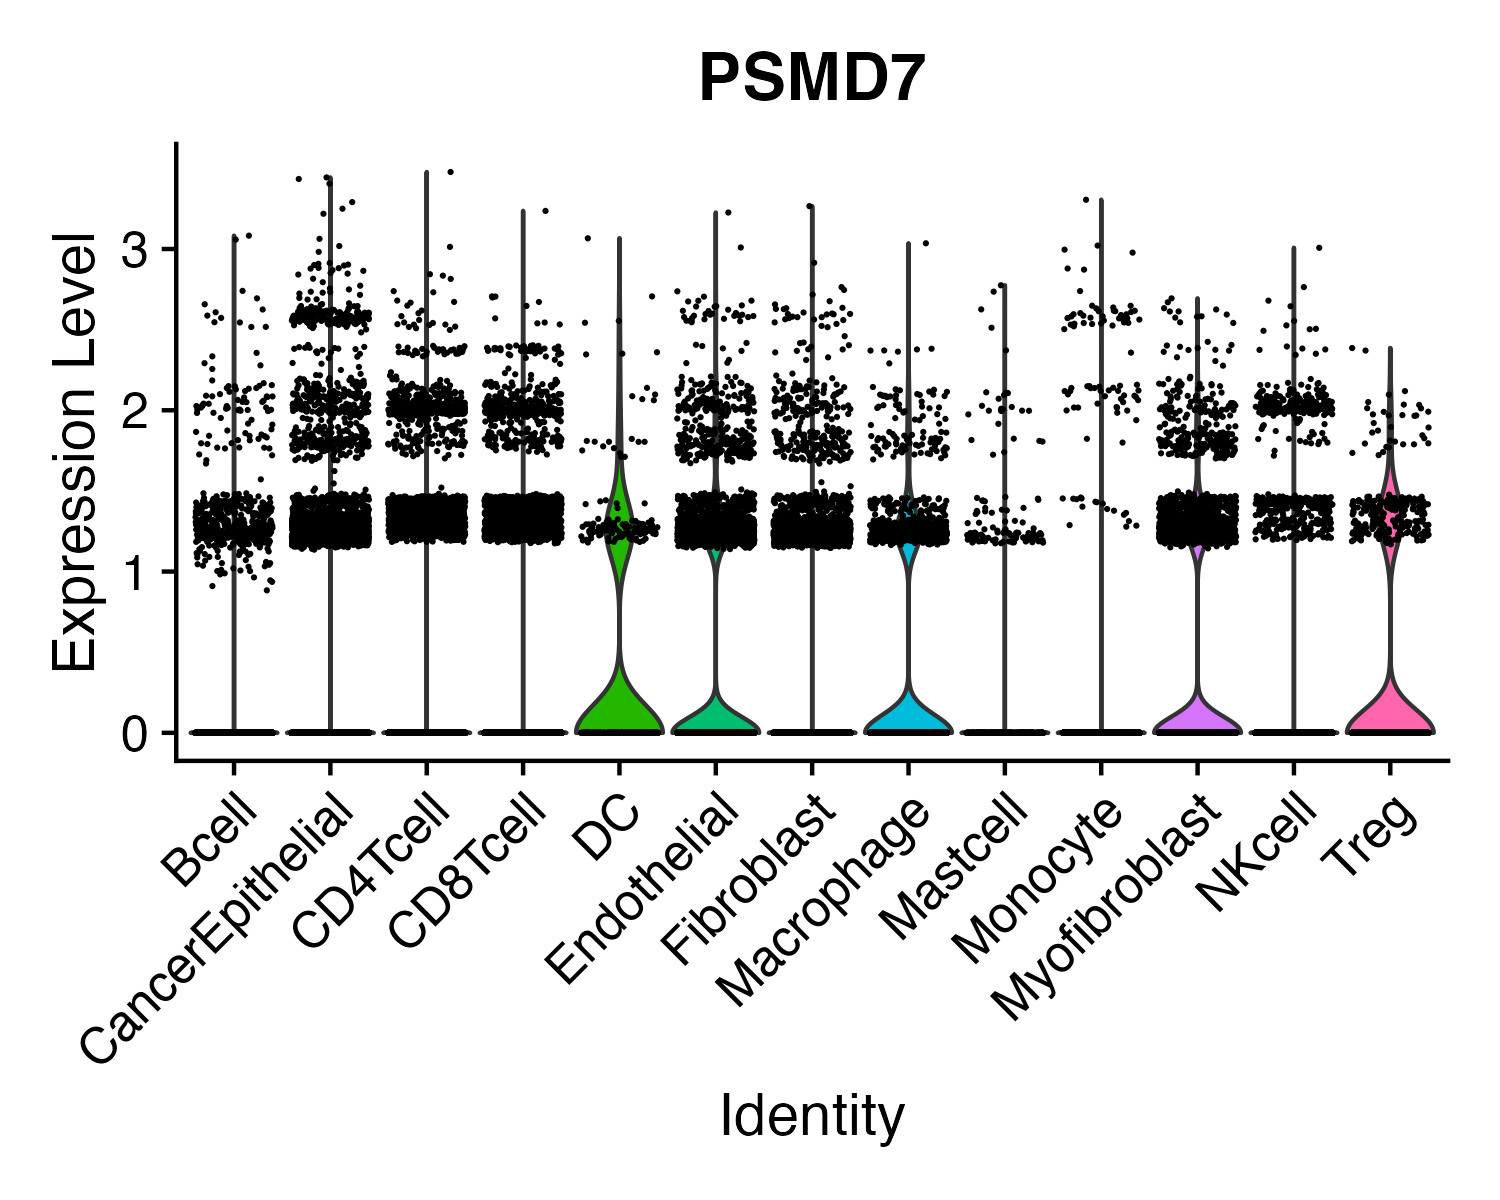 PSMD7
Expression Level
3
2
1
0
Bcell
CancerEpithelial
CD4Tcell
CD8Tcell
DC
Endothelial
Fibroblast
Macrophage
Mastcell
Monocyte
Myofibroblast
NKcell
Treg
Identity